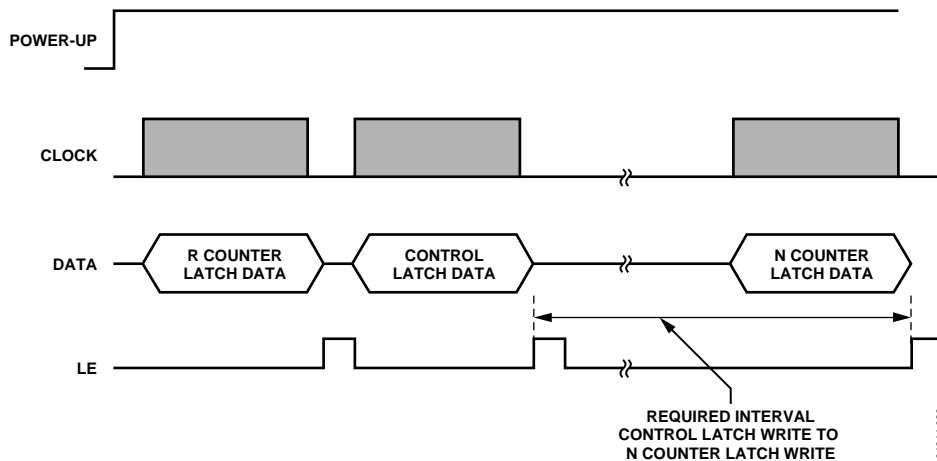 POWER-UP
CLOCK
DATA
R COUNTER
LATCH DATA
CONTROL
LATCH DATA
N COUNTER
LATCH DATA
LE
REQUIRED INTERVAL
CONTROL LATCH WRITE TO
N COUNTER LATCH WRITE